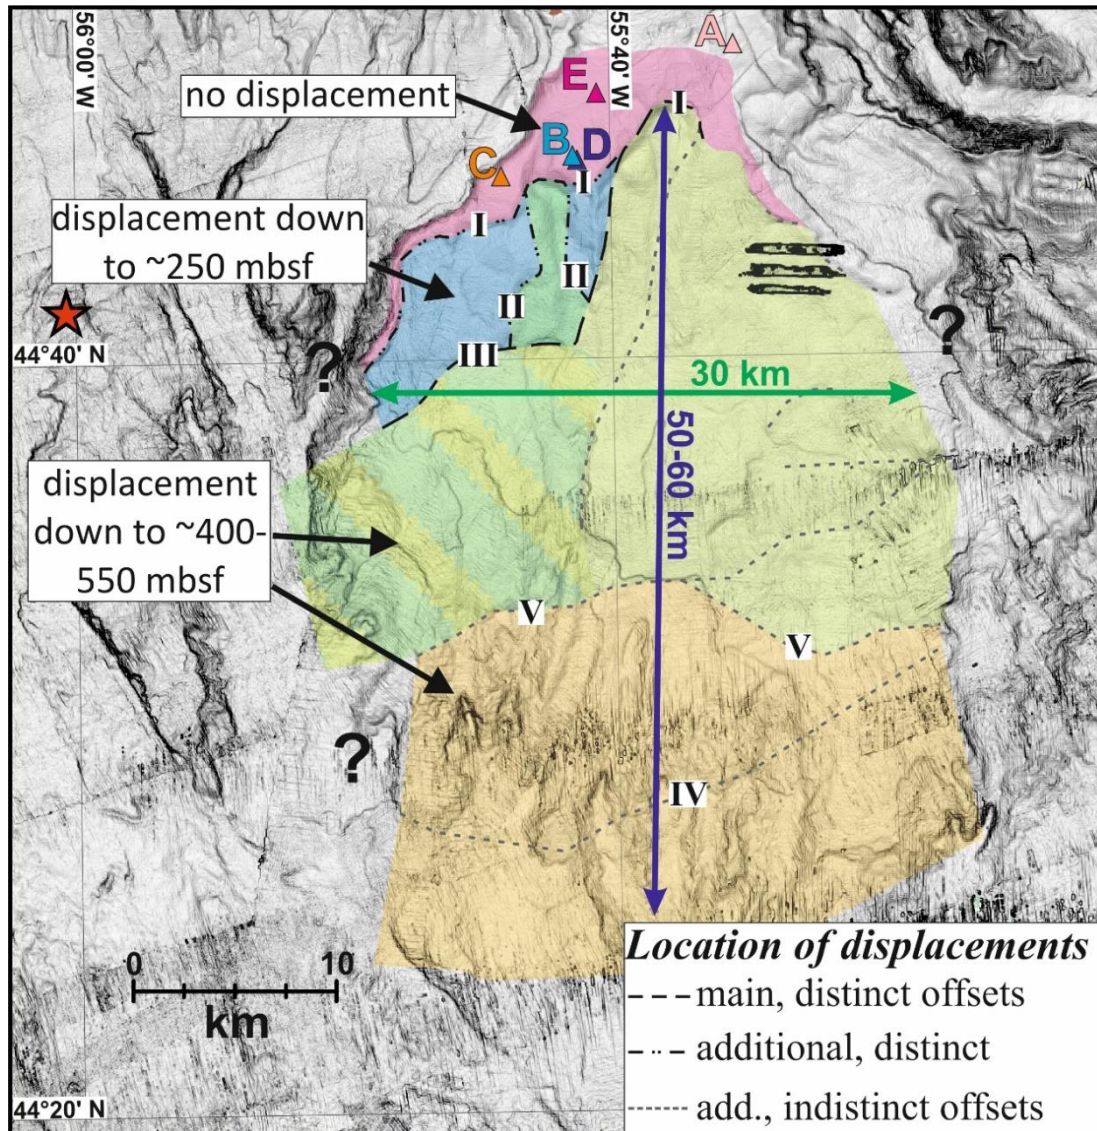 56°00' W
55°40' W
A
E
no displacement
I
B
D
C
I
I
displacement down
to ~250 mbsf
II
II
?
44°40' N
III
?
30 km
50-60 km
displacement
down to ~400-
550 mbsf
V
V
?
IV
0 10
km
Location of displacements
main, distinct offsets
additional, distinct
add., indistinct offsets
44°20' N